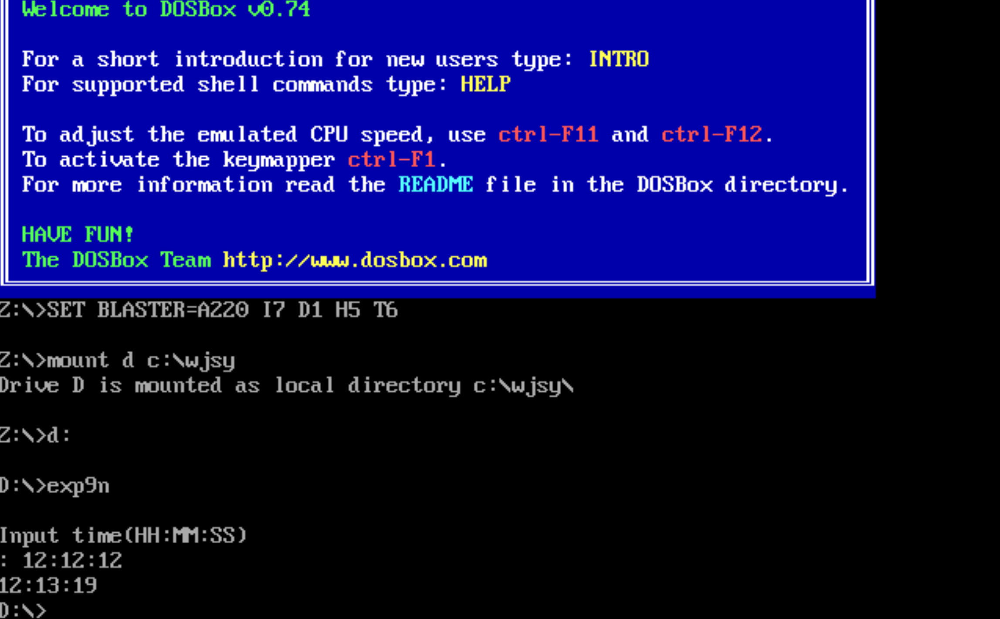 Welcome to DOSBox v0.74
For a short introduction for new users type: INTRO
For supported shell commands type: HELP
To adjust the emulated CPU speed, use ctrl-F11 and ctrl-F12.
To activate the keymapper ctrl-F1.
For more information read the README file in the DOSBox directory.
HAVE FUN!
The DOSBox Team http://www.dosbox.com
Z:\>SET BLASTER=A220 I7 D1 H5 T6
Z:\>mount d c:\wjsy
Drive D is mounted as local directory c:\wjsy\
Z:\>d:
D:\>exp9n
Input time(HH:MM:SS)
: 12:12:12
12:13:19
D:\>